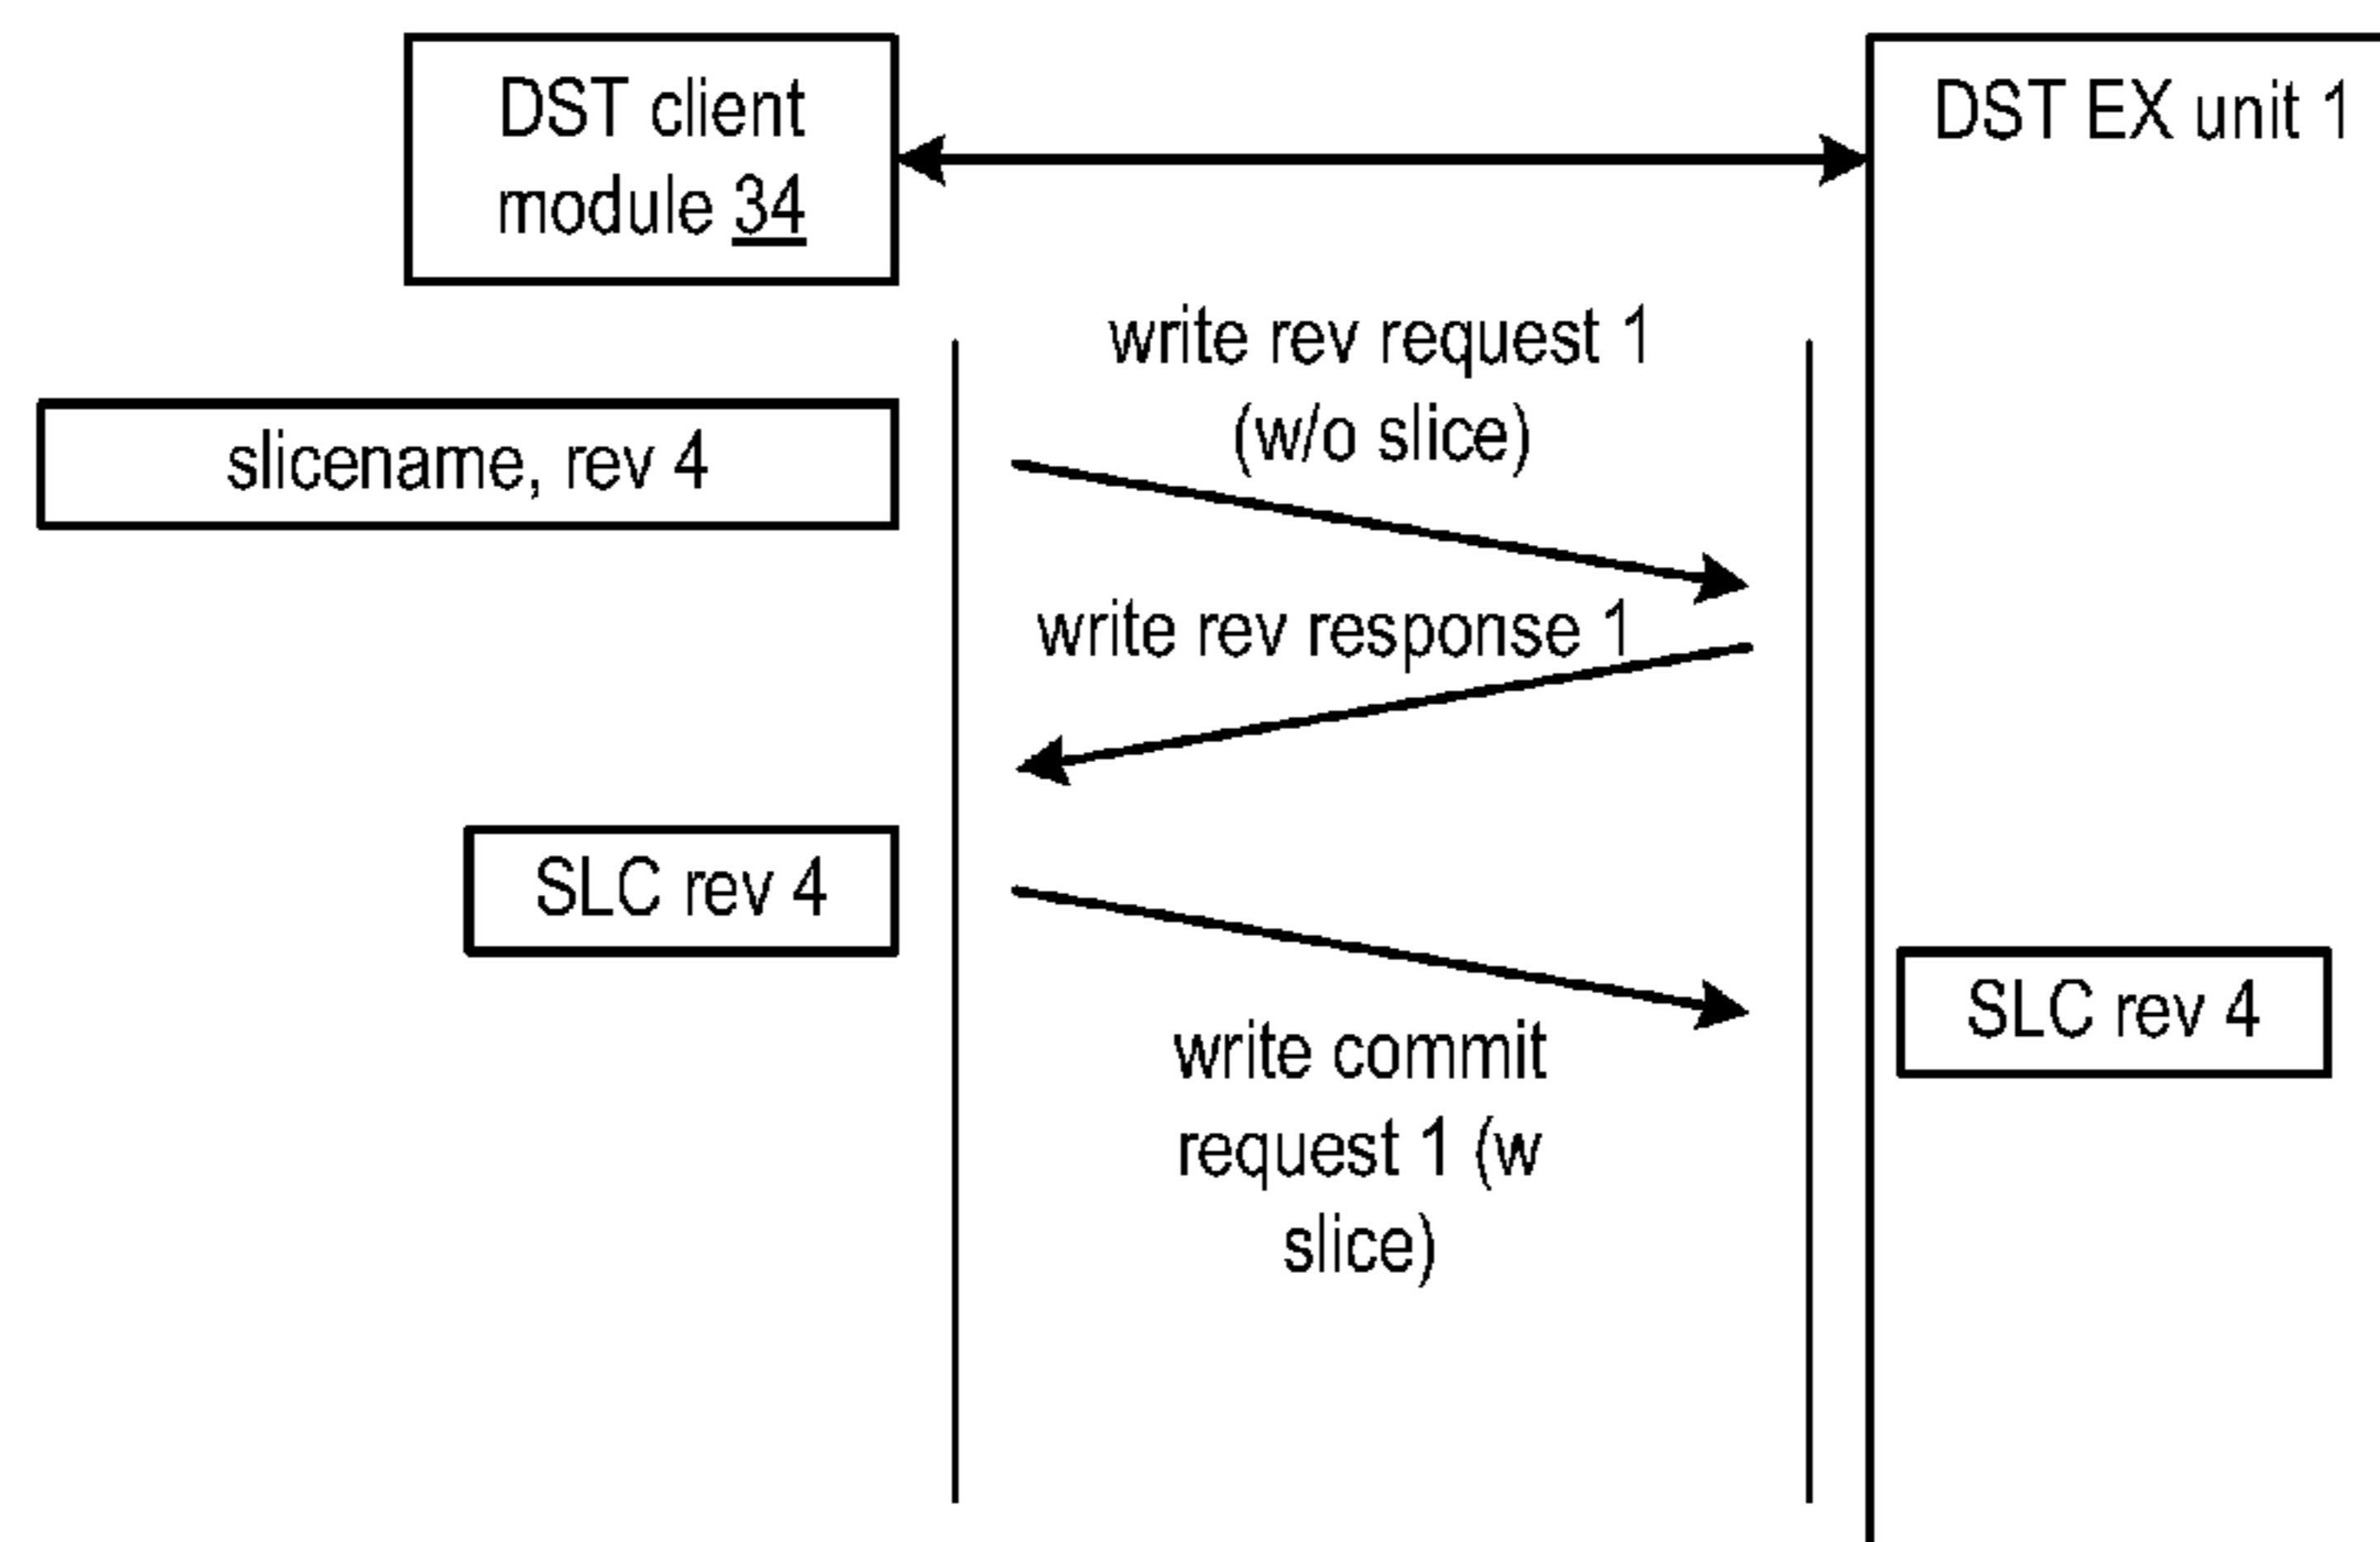 DST client
module 34
DST EX unit 1
write rev request 1
(w/o slice)
slicename, rev 4
write rev response 1
SLC rev 4
SLC rev 4
write commit
request 1 (w
slice)